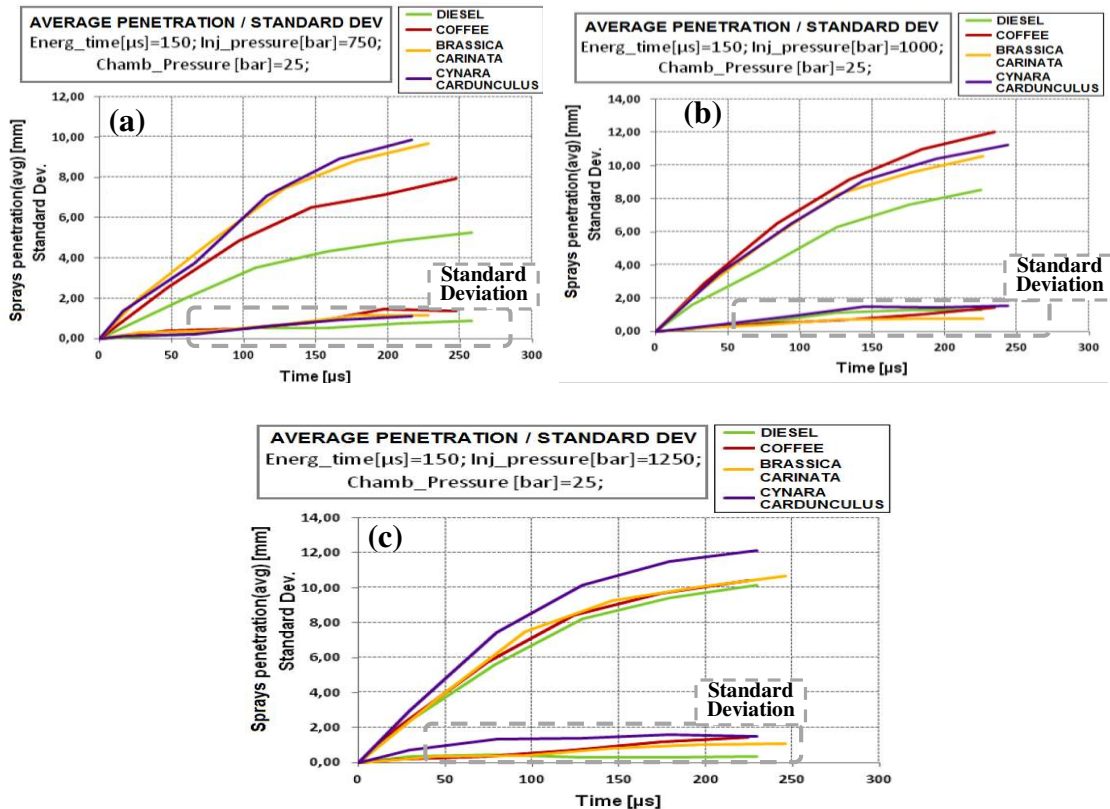 AVERAGE PENETRATION / STANDARD DEV
Energ_time[µs]=150; Inj_pressure[bar]=750;
Chamb_Pressure [bar]=25;
DIESEL
COFFEE
BRASSICA
CARINATA
CYNARA
CARDUNCULUS
(a)
Sprays penetration(avg) [mm]
Standard Dev.
12,00
10,00
8,00
6,00
4,00
2,00
0,00
Standard
Deviation
0 50 100 150 200 250 300
Time [µs]
AVERAGE PENETRATION / STANDARD DEV
Energ_time[µs]=150; Inj_pressure[bar]=1000;
Chamb_Pressure [bar]=25;
DIESEL
COFFEE
BRASSICA
CARINATA
CYNARA
CARDUNCULUS
(b)
Sprays penetration(avg) [mm]
Standard Dev.
14,00
12,00
10,00
8,00
6,00
4,00
2,00
0,00
Standard
Deviation
0 50 100 150 200 250 300
Time [µs]
AVERAGE PENETRATION / STANDARD DEV
Energ_time[µs]=150; Inj_pressure[bar]=1250;
Chamb_Pressure [bar]=25;
DIESEL
COFFEE
BRASSICA
CARINATA
CYNARA
CARDUNCULUS
(c)
Sprays penetration(avg) [mm]
Standard Dev.
14,00
12,00
10,00
8,00
6,00
4,00
2,00
0,00
Standard
Deviation
0 50 100 150 200 250 300
Time [µs]